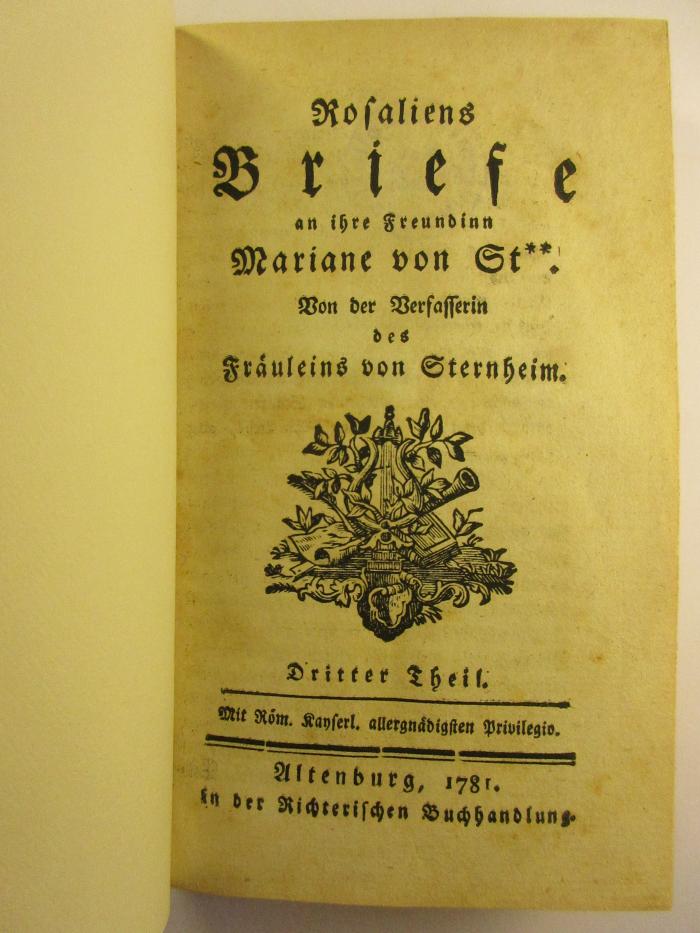 Roſaliens
Briefe
an ihre Freundinn
Mariane von St**.
Von der Verfaſſerin
des
Fräuleins von Sternheim.
Dritter Theil.
Mit Röm. Kayſerl. allergnädigſten Privilegio.
Altenburg, 1781.
in der Richteriſchen Buchhandlung.